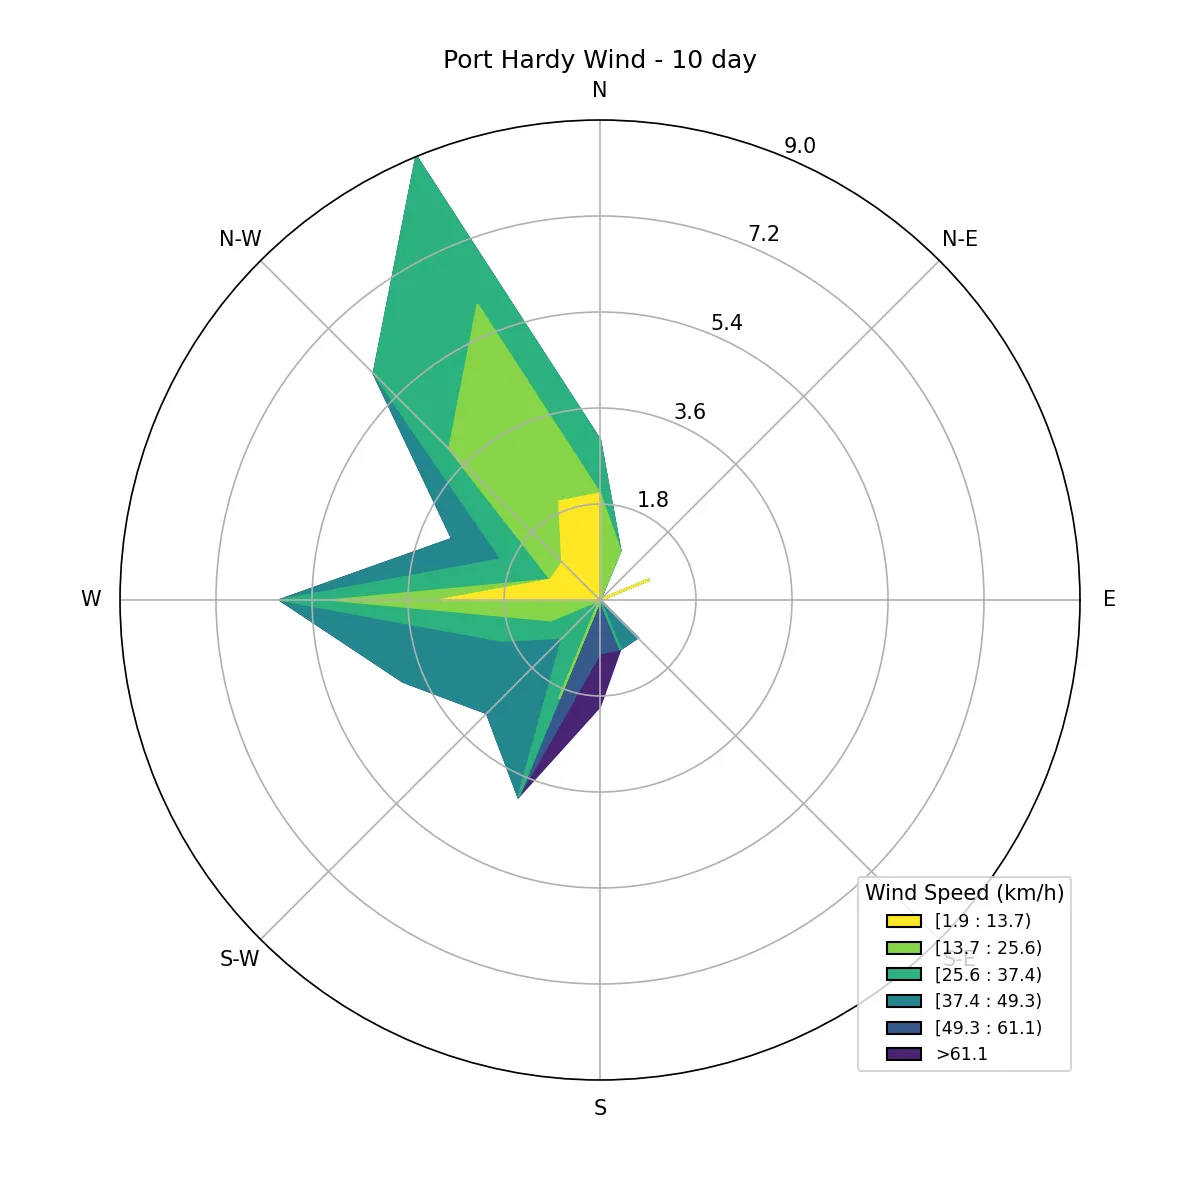 Port Hardy Wind - 10 day
N
9.0
N-W
N-E
7.2
5.4
3.6
1.8
W
E
Wind Speed (km/h)
[1.9 : 13.7)
[13.7 : 25.6)
S-W
S-E
[25.6 : 37.4)
[37.4 : 49.3)
[49.3 : 61.1)
>61.1
S